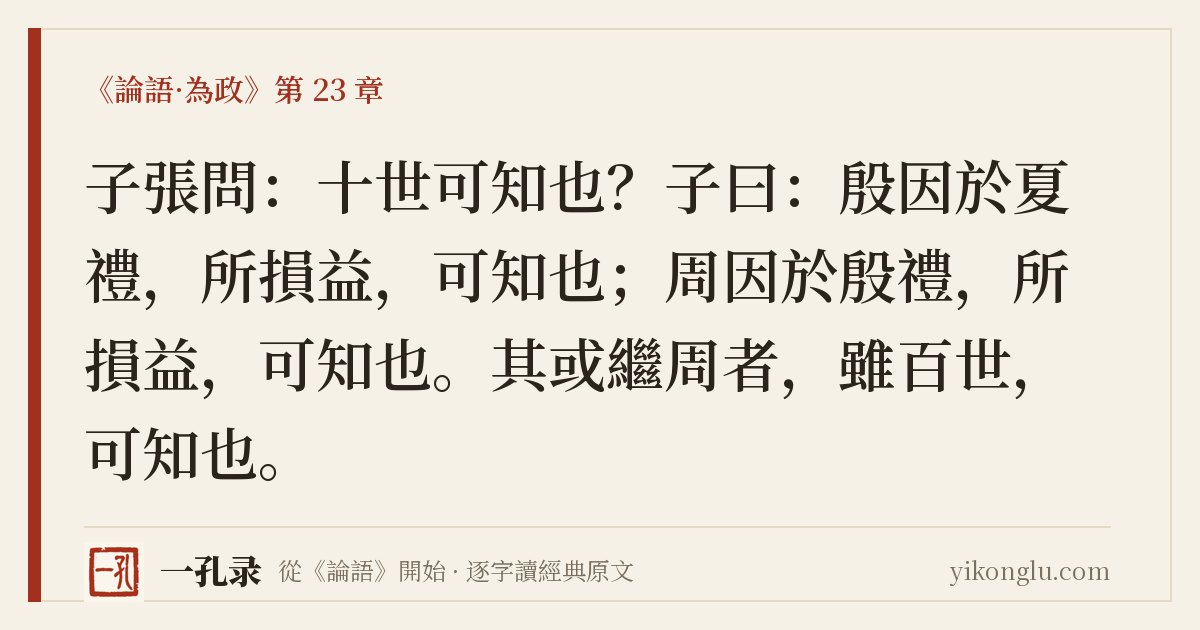 《論語·為政》第 23 章
子張問：十世可知也？子曰：殷因於夏
禮，所損益，可知也；周因於殷禮，所
損益，可知也。其或繼周者，雖百世，
可知也。
一孔
一孔录
從《論語》開始 · 逐字讀經典原文
yikonglu.com